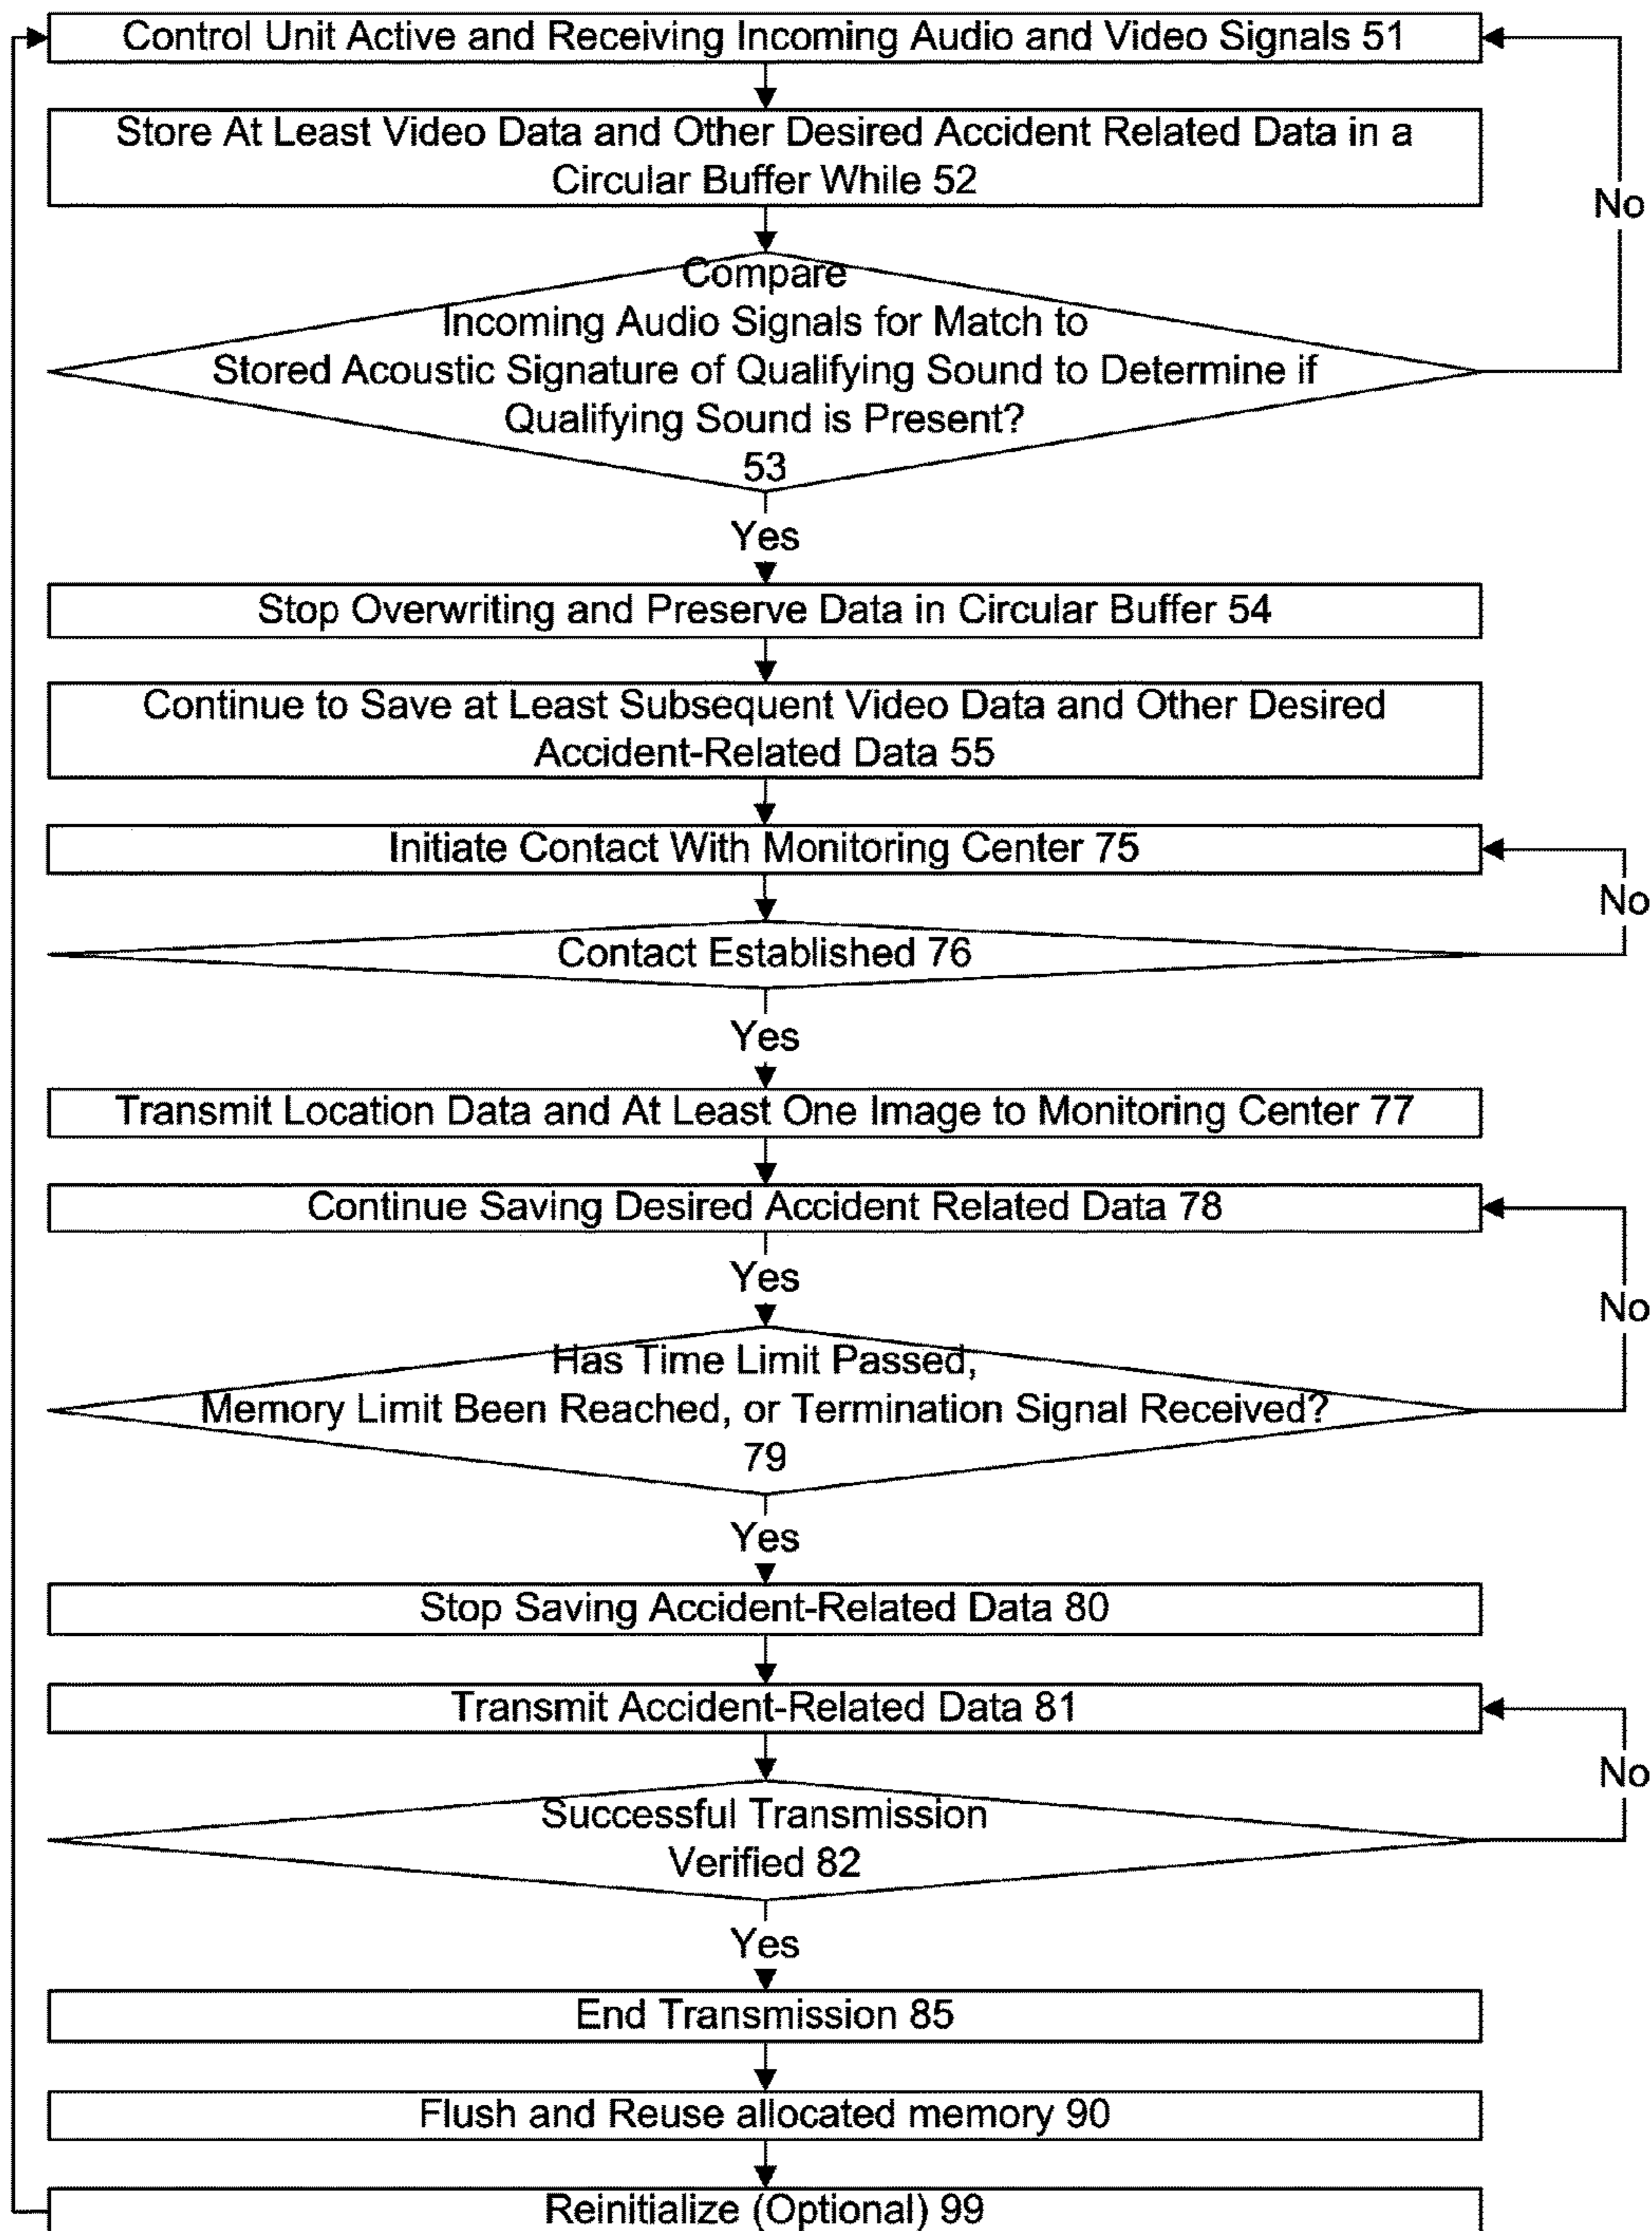 Control Unit Active and Receiving Incoming Audio and Video Signals 51
Store At Least Video Data and Other Desired Accident Related Data in a
Circular Buffer While 52
No
Compare
Incoming Audio Signals for Match to
Stored Acoustic Signature of Qualifying Sound to Determine if
Qualifying Sound is Present?
53
Yes
Stop Overwriting and Preserve Data in Circular Buffer 54
Continue to Save at Least Subsequent Video Data and Other Desired
Accident-Related Data 55
Initiate Contact With Monitoring Center 75
No
Contact Established 76
Yes
Transmit Location Data and At Least One Image to Monitoring Center 77
Continue Saving Desired Accident Related Data 78
Yes
No
Has Time Limit Passed,
Memory Limit Been Reached, or Termination Signal Received?
79
Yes
Stop Saving Accident-Related Data 80
Transmit Accident-Related Data 81
No
Successful Transmission
Verified 82
Yes
End Transmission 85
Flush and Reuse allocated memory 90
Reinitialize (Optional) 99